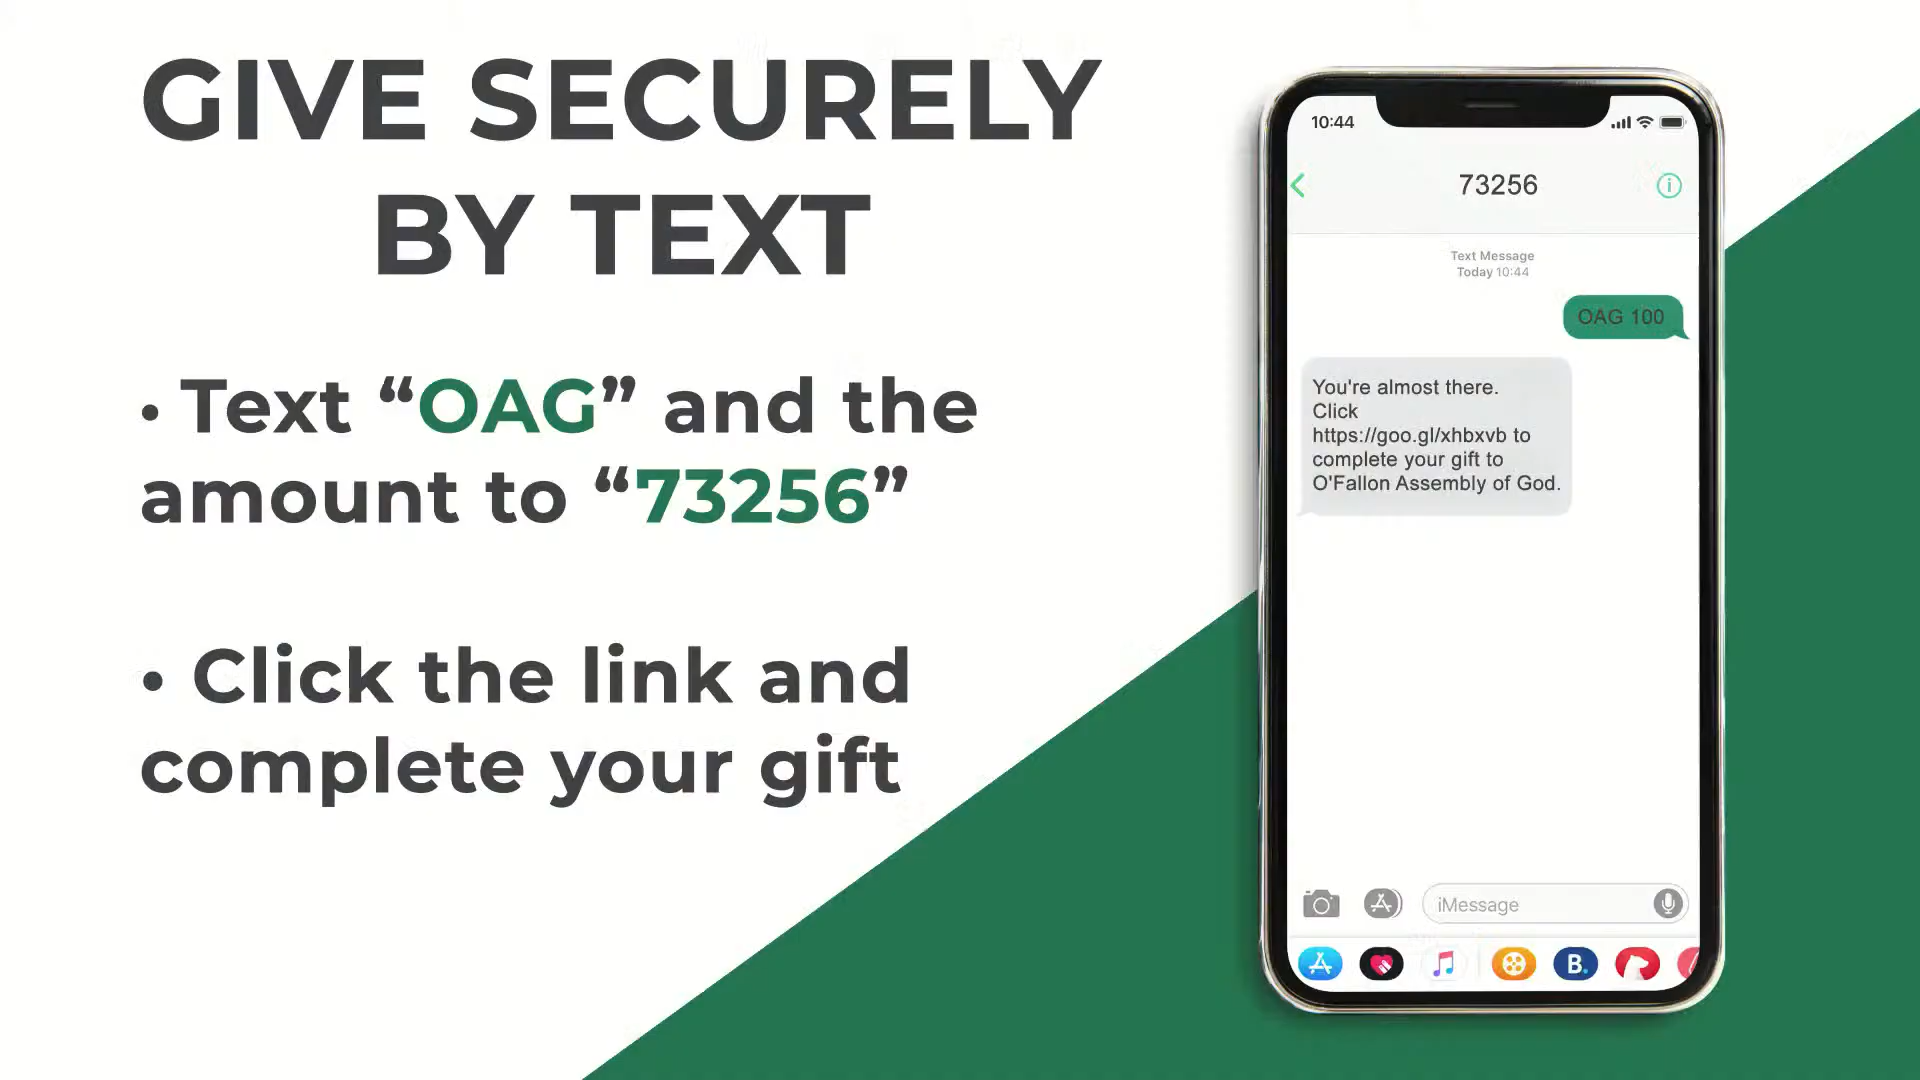 GIVE SECURELY
BY TEXT
• Text “OAG” and the
amount to “73256”
• Click the link and
complete your gift
10:44
73256
Text Message
Today 10:44
OAG 100
You're almost there.
Click
https://goo.gl/xhbxvb to
complete your gift to
O'Fallon Assembly of God.
iMessage
B.